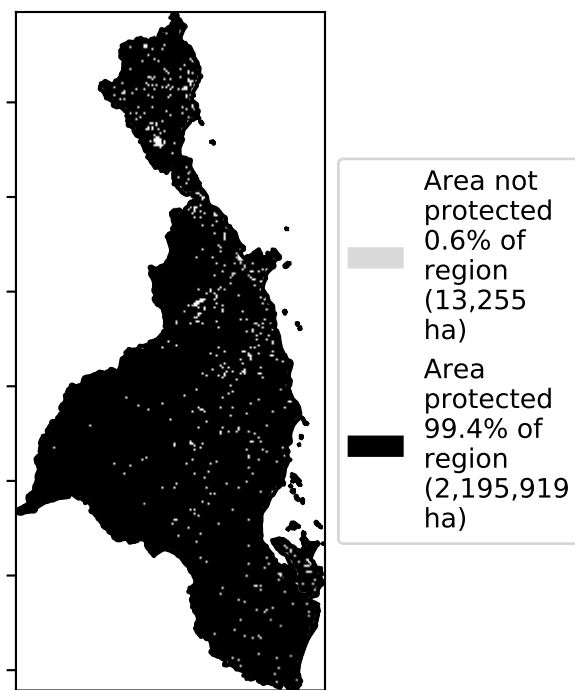 Area not
protected
0.6% of
region
(13,255
ha)
Area
protected
99.4% of
region
(2,195,919
ha)